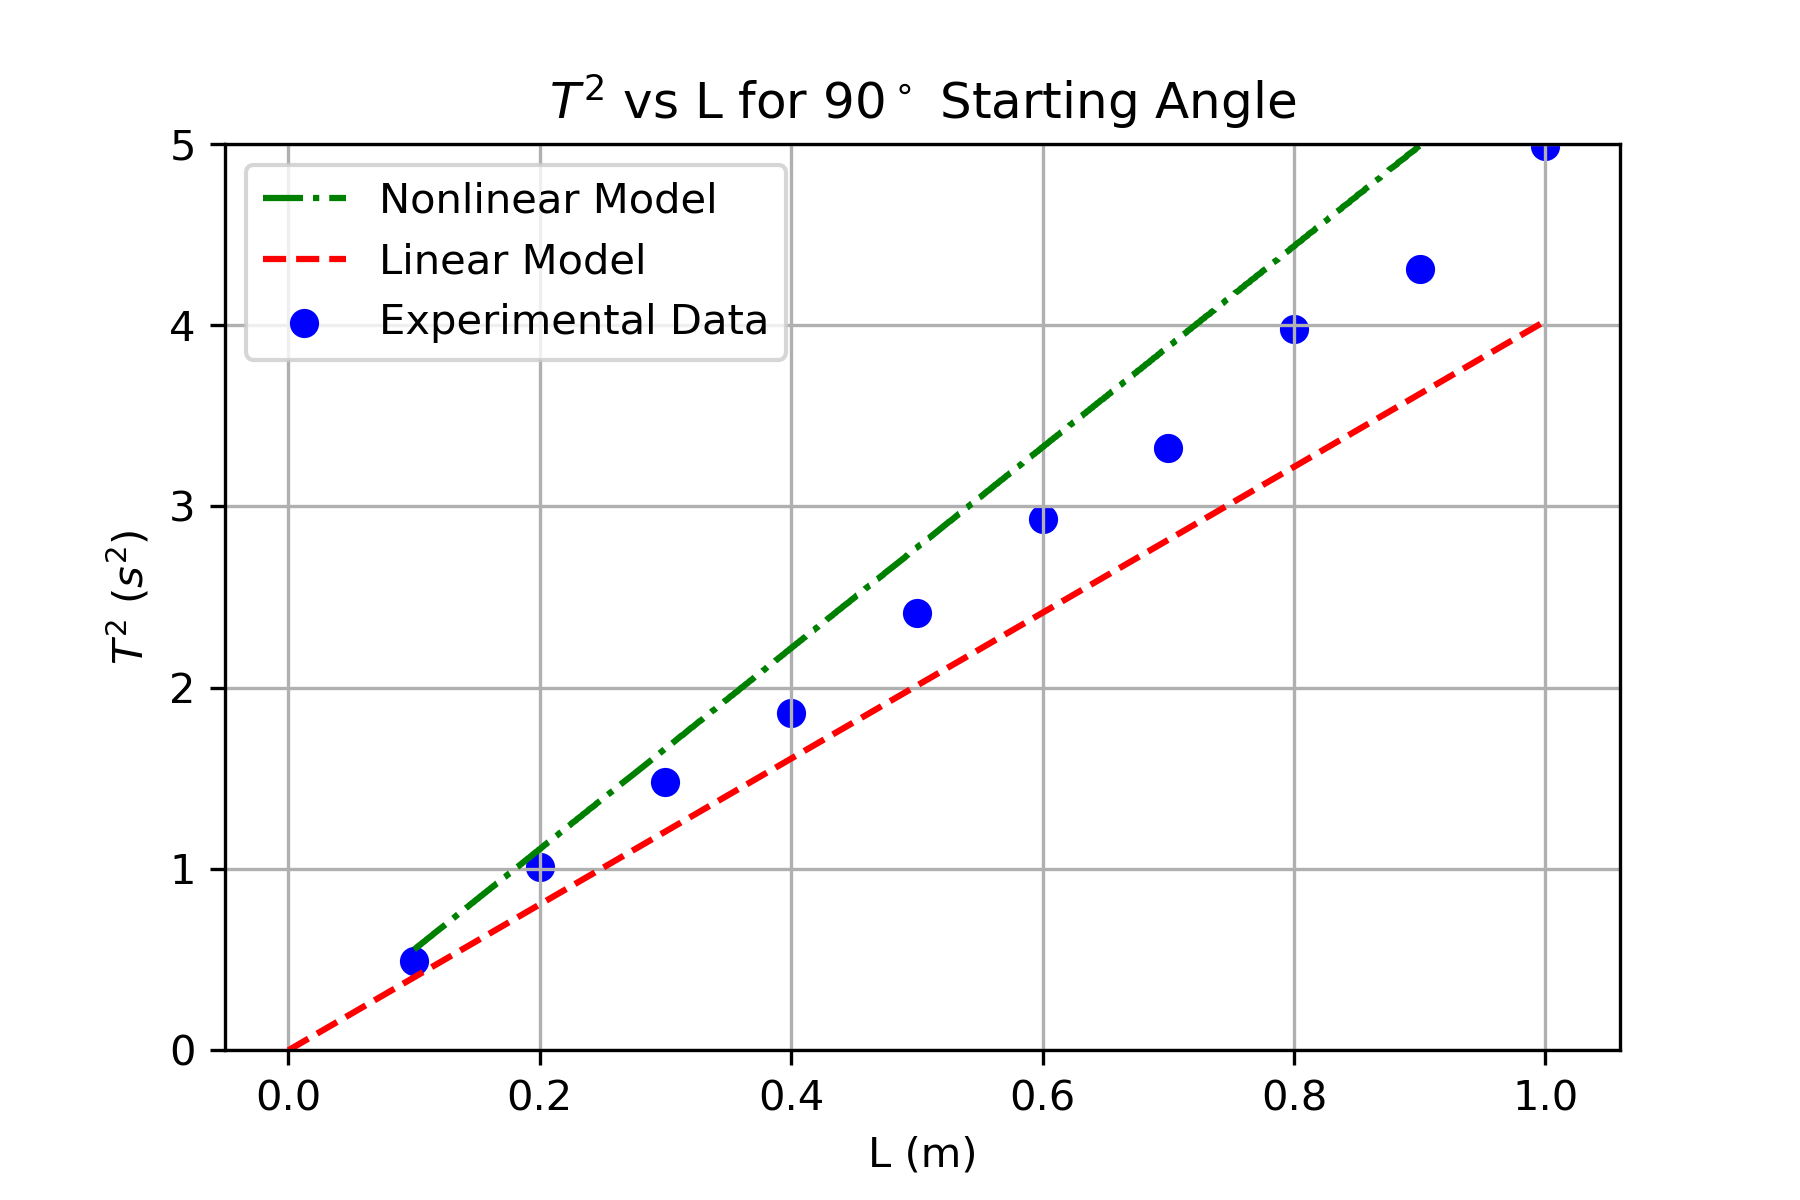 T² vs L for 90° Starting Angle
Nonlinear Model
Linear Model
Experimental Data
5
4
3
2
1
0
T² (s²)
0.0 0.2 0.4 0.6 0.8 1.0
L (m)